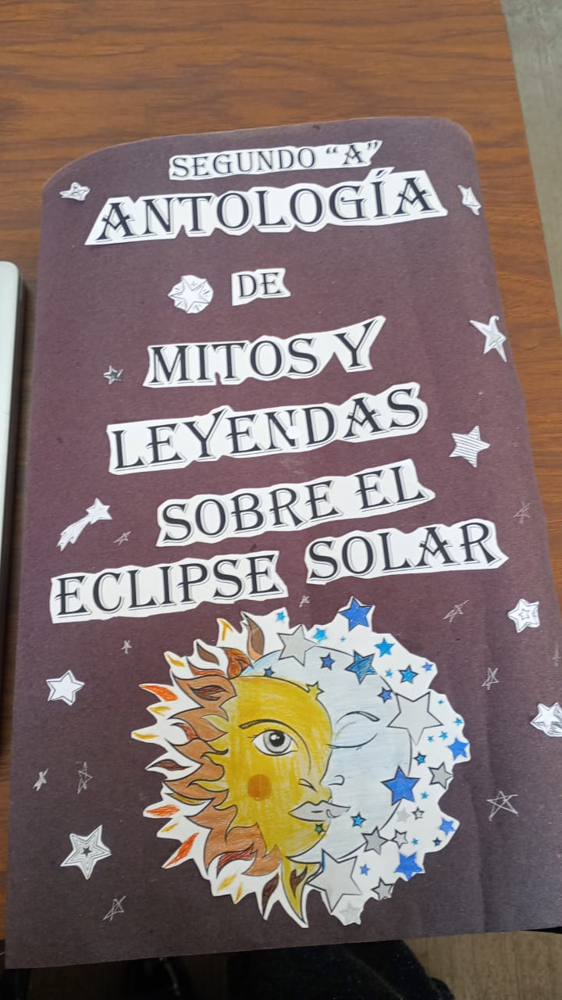 SEGUNDO “A”
ANTOLOGÍA
DE
MITOS Y
LEYENDAS
SOBRE EL
ECLIPSE SOLAR